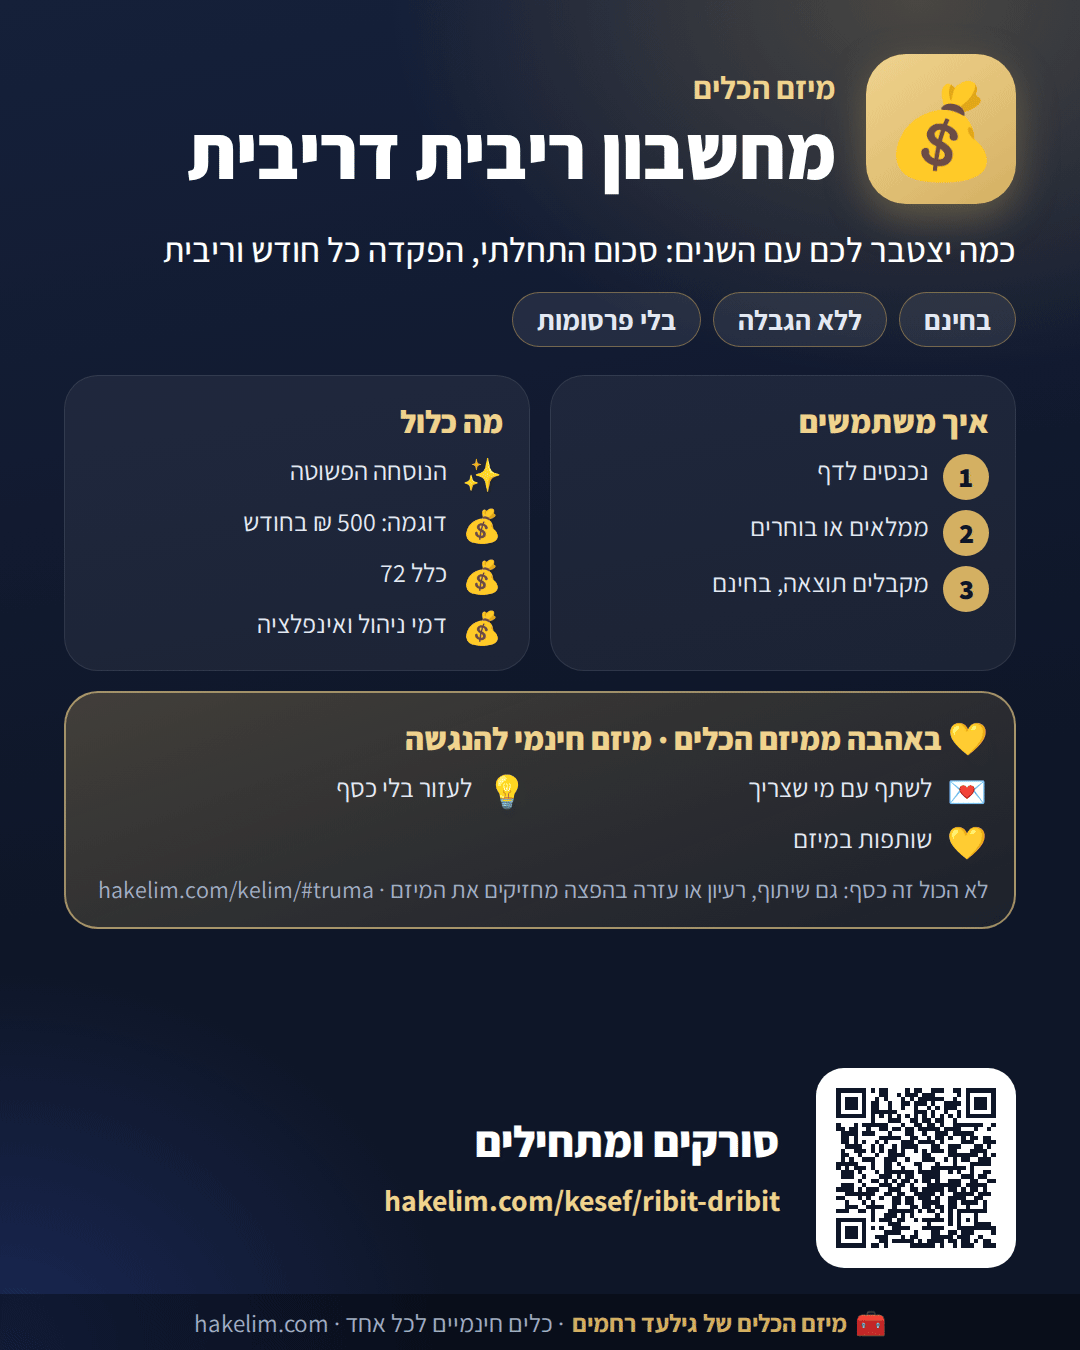 מיזם הכלים
מחשבון ריבית דריבית
כמה יצטבר לכם עם השנים: סכום התחלתי, הפקדה כל חודש וריבית
בחינם
ללא הגבלה
בלי פרסומות
איך משתמשים
1 נכנסים לדף
2 ממלאים או בוחרים
3 מקבלים תוצאה, בחינם
מה כלול
✨ הנוסחה הפשוטה
💰 דוגמה: 500 ₪ בחודש
💰 כלל 72
💰 דמי ניהול ואינפלציה
💛 באהבה ממיזם הכלים · מיזם חינמי להנגשה
💌 לשתף עם מי שצריך
💡 לעזור בלי כסף
💛 שותפות במיזם
לא הכול זה כסף: גם שיתוף, רעיון או עזרה בהפצה מחזיקים את המיזם · hakelim.com/kelim/#truma
סורקים ומתחילים
hakelim.com/kesef/ribit-dribit
🧰 מיזם הכלים של גילעד רחמים · כלים חינמיים לכל אחד · hakelim.com